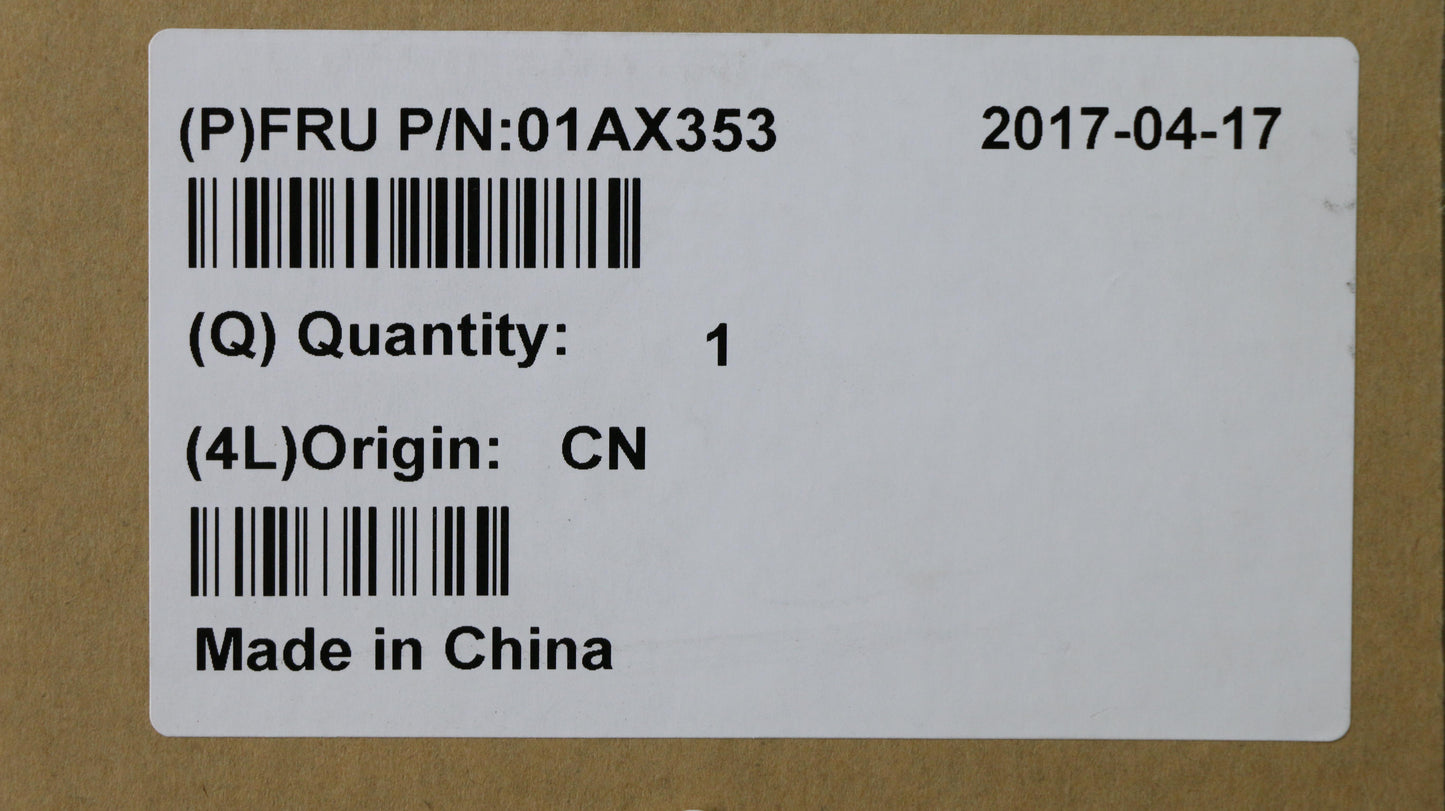 (P)FRU P/N:01AX353 2017-04-17
(Q) Quantity: 1
(4L)Origin: CN
Made in China